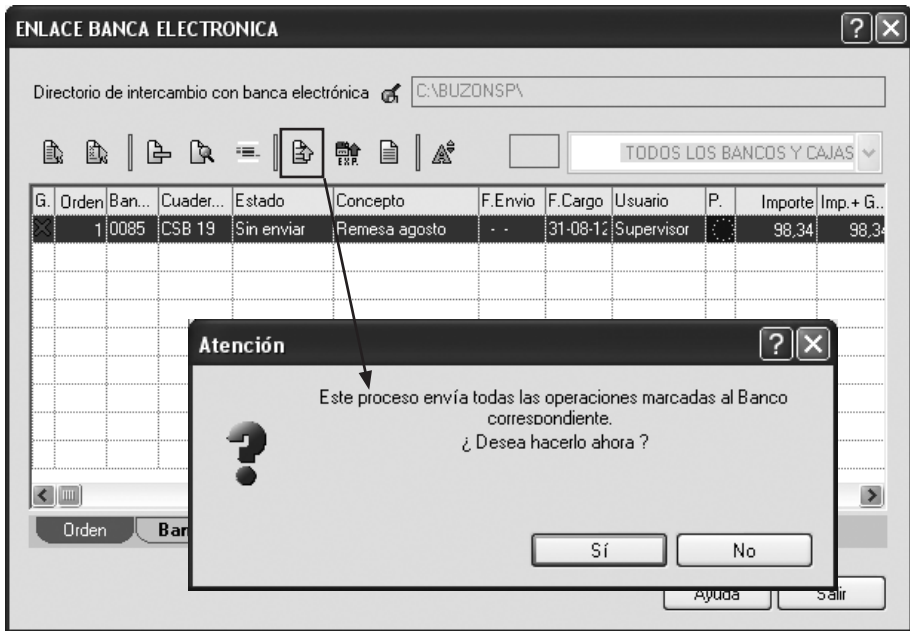 ENLACE BANCA ELECTRONICA
Directorio de intercambio con banca electrónica C:\BUZONSP\
EXP.
TODOS LOS BANCOS Y CAJAS
G. Orden Ban... Cuader... Estado Concepto F.Envio F.Cargo Usuario P. Importe Imp.+ G..
1 0085 CSB 19 Sin enviar Remesa agosto - - 31-08-12 Supervisor 98,34 98,34
Atención
Este proceso envía todas las operaciones marcadas al Banco
correspondiente.
¿ Desea hacerlo ahora ?
Sí No
Orden Ban
Ayuda Salir